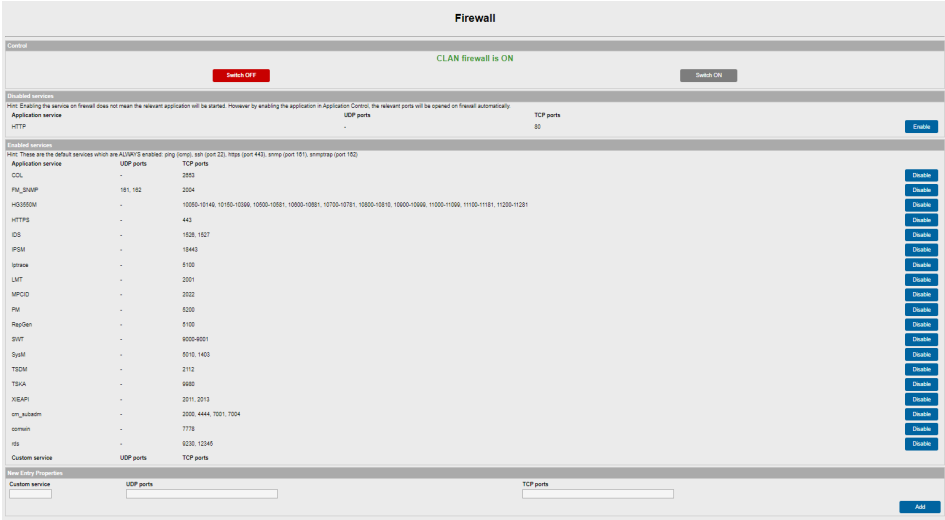 Firewall
Control
CLAN firewall is ON
Switch OFF Switch ON
Disabled services
Hint: Enabling the service on firewall does not mean the relevant application will be started. However by enabling the application in Application Control, the relevant ports will be opened on firewall automatically.
Application service UDP ports TCP ports
HTTP - 80 Enable
Enabled services
Hint: These are the default services which are ALWAYS enabled: ping (icmp), ssh (port 22), https (port 443), snmp (port 161), snmptrap (port 162)
Application service UDP ports TCP ports
COL - 2653 Disable
FM_SNMP 161, 162 2004 Disable
HG3550M - 10050-10149, 10150-10399, 10500-10581, 10600-10681, 10700-10781, 10800-10810, 10900-10999, 11000-11099, 11100-11181, 11200-11281 Disable
HTTPS - 443 Disable
IDS - 1526, 1527 Disable
IPSM - 18443 Disable
Iptrace - 5100 Disable
LMT - 2001 Disable
MPCID - 2022 Disable
PM - 5200 Disable
RepGen - 5100 Disable
SWT - 9000-9001 Disable
SysM - 5010, 1403 Disable
TSDM - 2112 Disable
TSKA - 9980 Disable
XIEAPI - 2011, 2013 Disable
cm_subadm - 2000, 4444, 7001, 7004 Disable
comwin - 7778 Disable
rds - 9230, 12345 Disable
Custom service UDP ports TCP ports
New Entry Properties
Custom service UDP ports TCP ports
Add